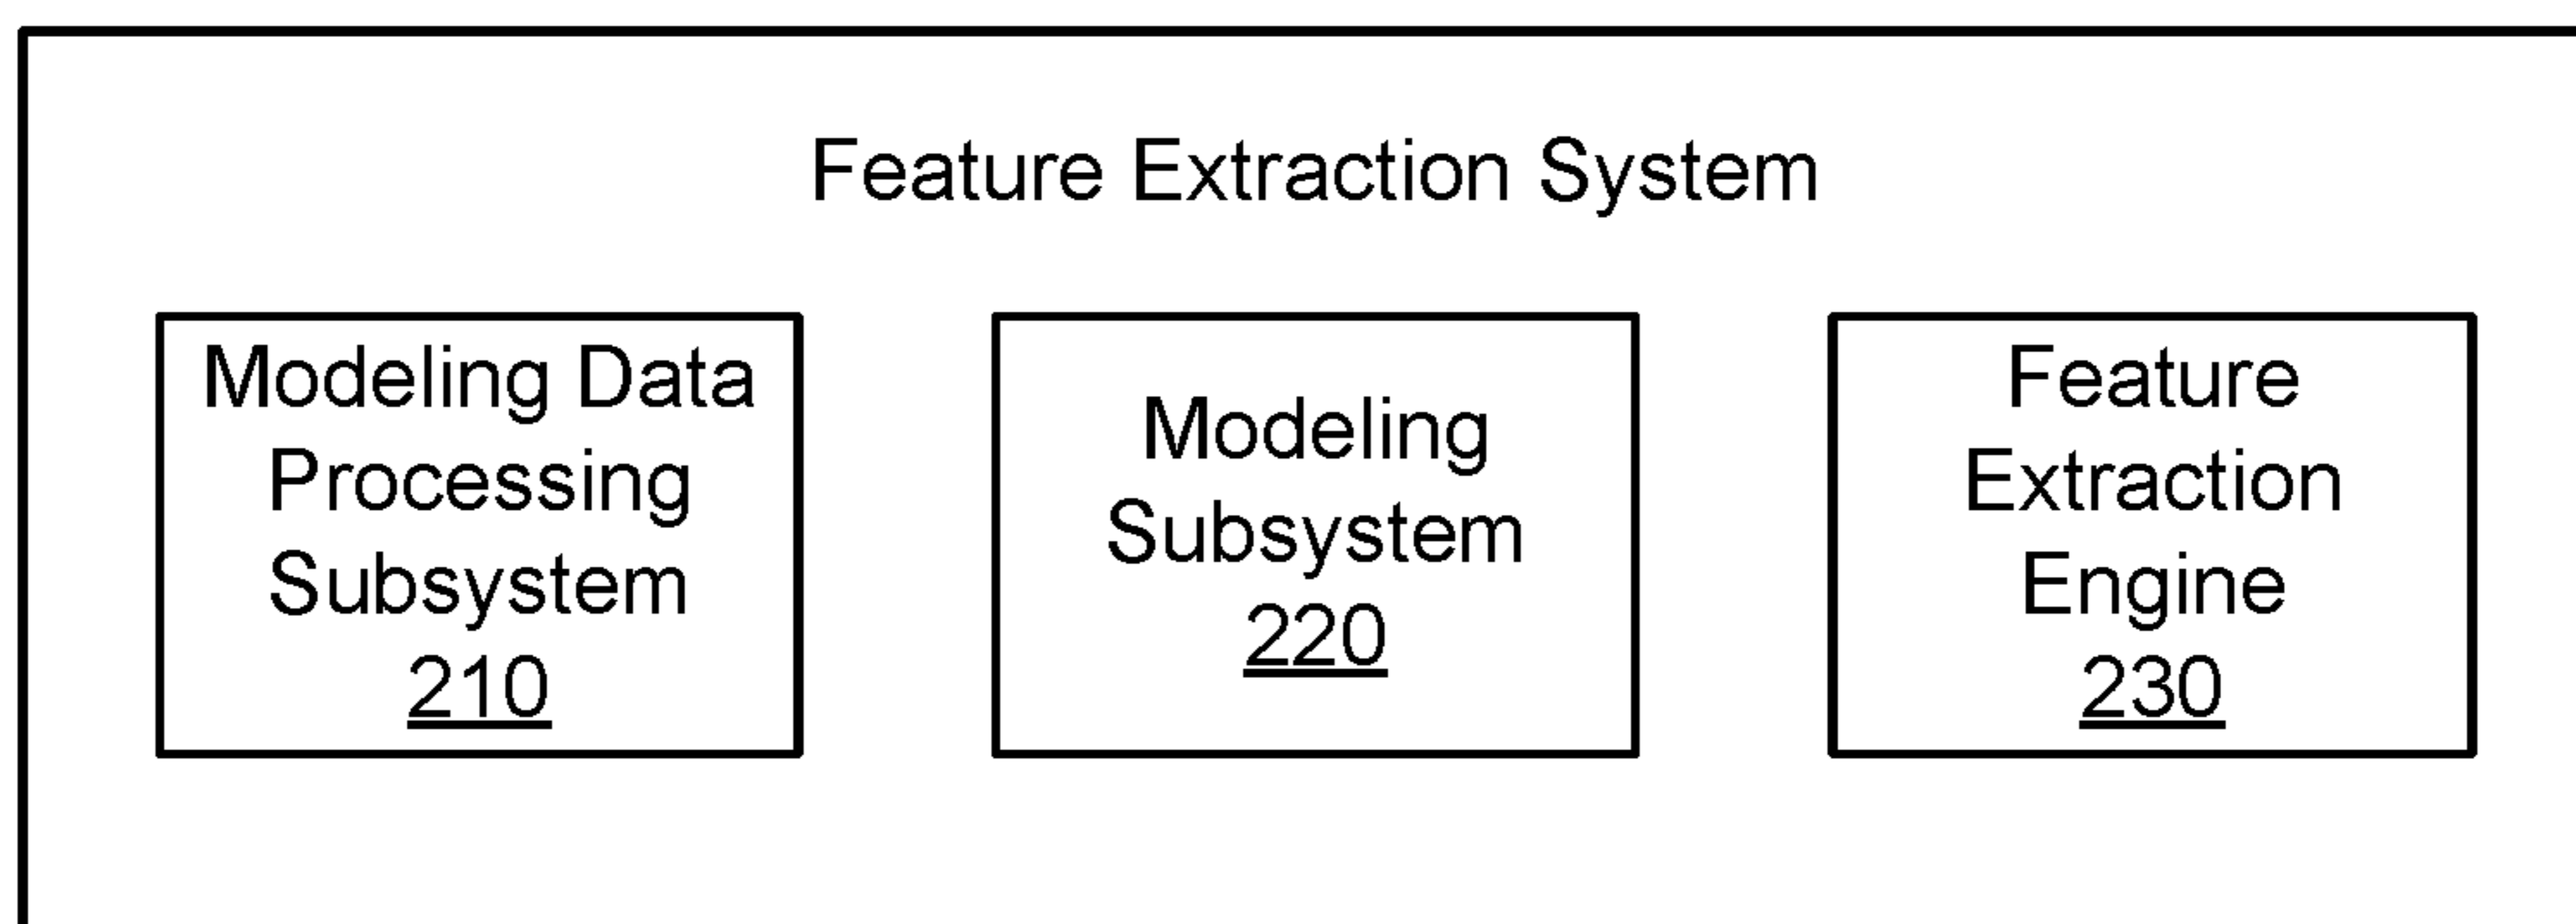 Feature Extraction System
Modeling Data
Processing
Subsystem
210
Modeling
Subsystem
220
Feature
Extraction
Engine
230